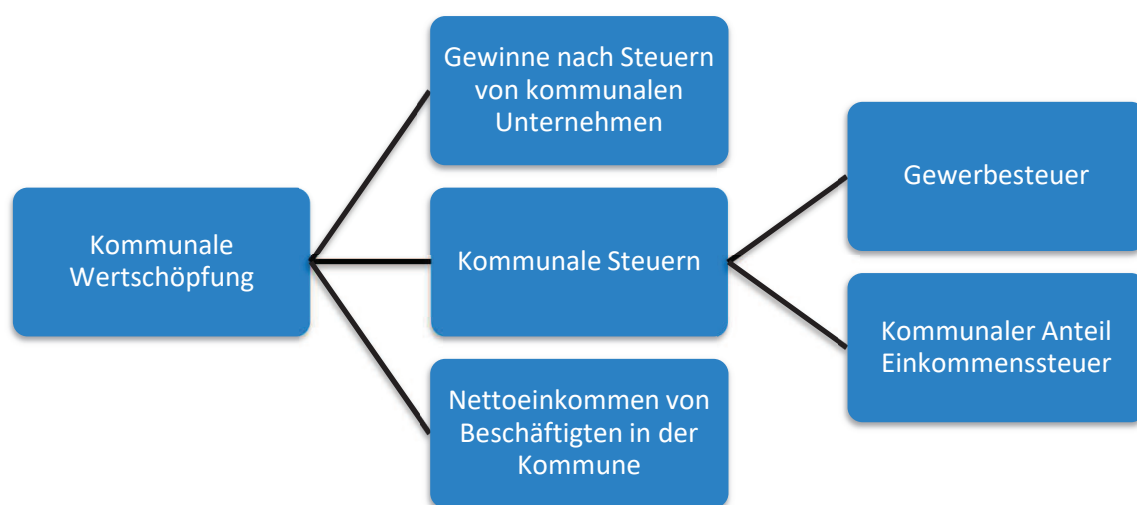 Gewinne nach Steuern
von kommunalen
Unternehmen
Gewerbesteuer
Kommunale
Wertschöpfung
Kommunale Steuern
Kommunaler Anteil
Einkommenssteuer
Nettoeinkommen von
Beschäftigten in der
Kommune